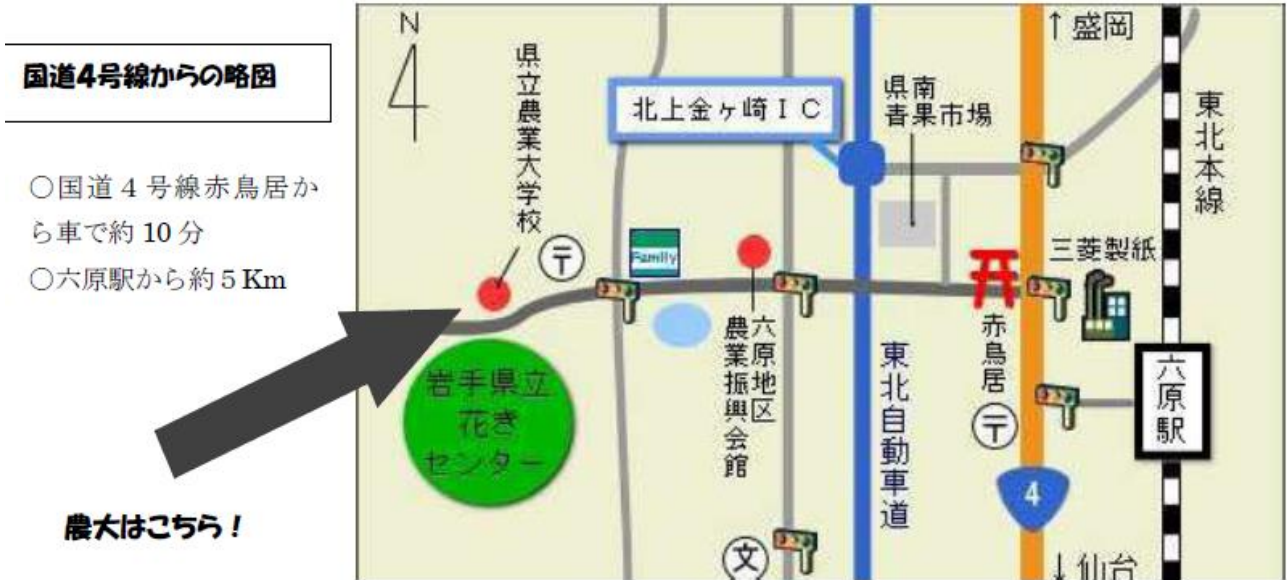 国道4号線からの略図
○国道4号線赤鳥居か
ら車で約10分
○六原駅から約5Km
農大はこちら！
N
県立農業大学校
〒
Family
北上金ヶ崎IC
県南
青果市場
↑盛岡
東北本線
三菱製紙
赤鳥居
六原地区
農業振興会館
東北自動車道
岩手県立
花き
センター
〒
六原駅
4
文
↓仙台